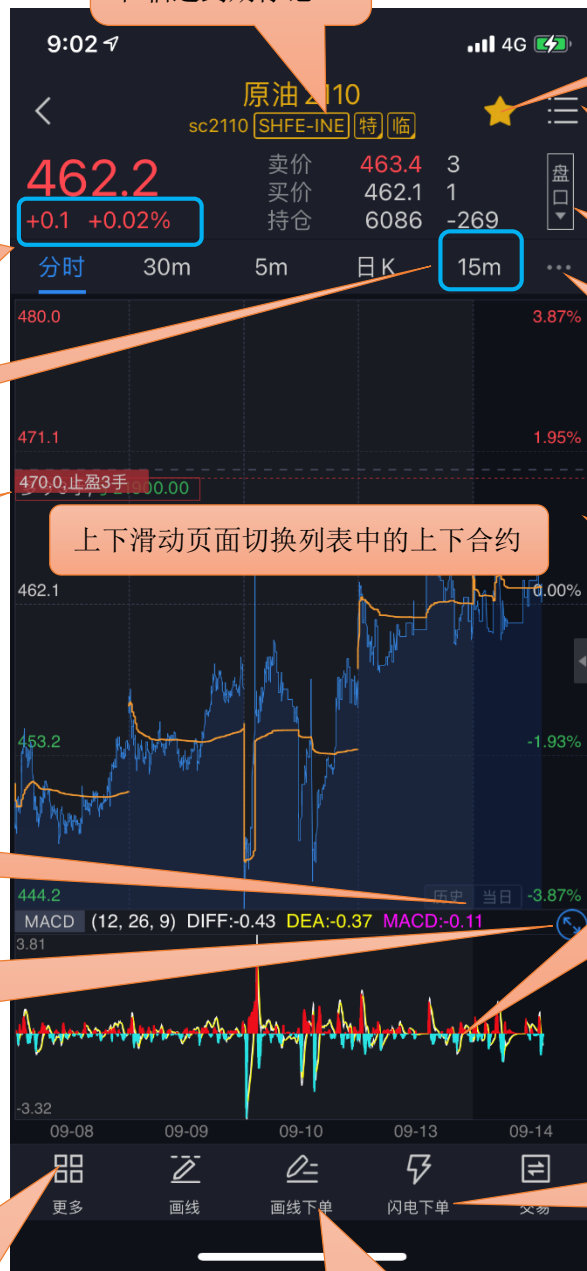 9:02
4G
原油2110
sc2110 SHFE-INE 特 临
462.2
+0.1 +0.02%
卖价 463.4 3
买价 462.1 1
持仓 6086 -269
盘口
分时 30m 5m 日K 15m ...
480.0 3.87%
471.1 1.95%
470.0,止盈3手
900.00
上下滑动页面切换列表中的上下合约
462.1 0.00%
453.2 -1.93%
历史 当日
444.2 -3.87%
MACD (12, 26, 9) DIFF:-0.43 DEA:-0.37 MACD:-0.11
3.81
-3.32
09-08 09-09 09-10 09-13 09-14
更多 画线 画线下单 闪电下单 交易